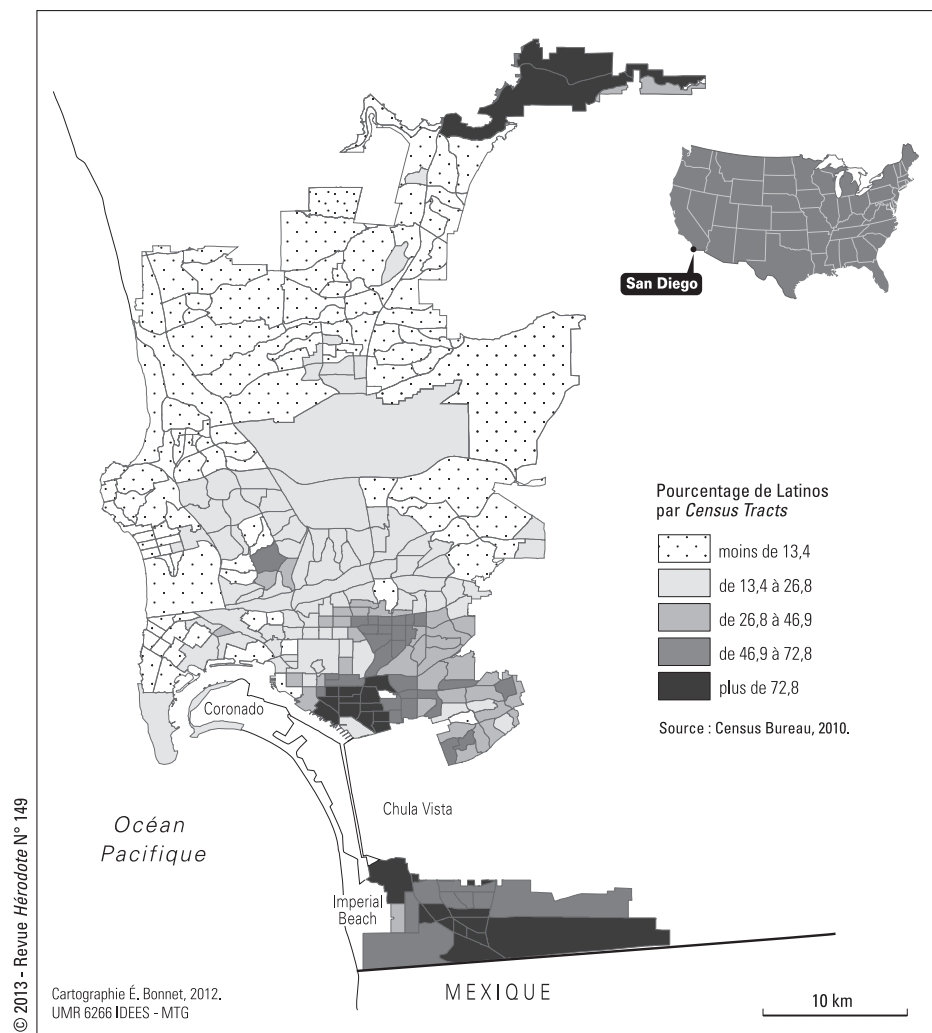 San Diego
Pourcentage de Latinos
par Census Tracts
moins de 13,4
de 13,4 à 26,8
de 26,8 à 46,9
de 46,9 à 72,8
plus de 72,8
Source : Census Bureau, 2010.
Coronado
Chula Vista
Océan
Pacifique
Imperial
Beach
MEXIQUE
10 km
Cartographie É. Bonnet, 2012.
UMR 6266 IDEES - MTG
© 2013 - Revue Hérodote N° 149